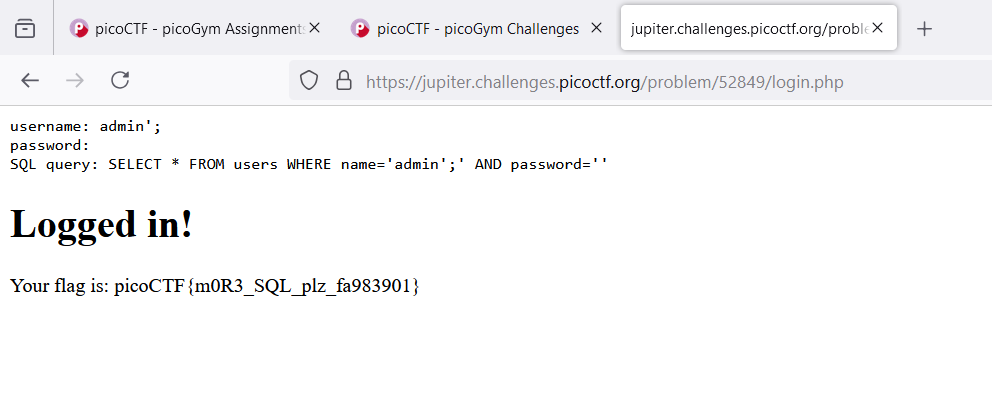 picoCTF - picoGym Assignment
picoCTF - picoGym Challenges
jupiter.challenges.picoctf.org/proble
https://jupiter.challenges.picoctf.org/problem/52849/login.php
username: admin';
password:
SQL query: SELECT * FROM users WHERE name='admin';' AND password=''
Logged in!
Your flag is: picoCTF{m0R3_SQL_plz_fa983901}